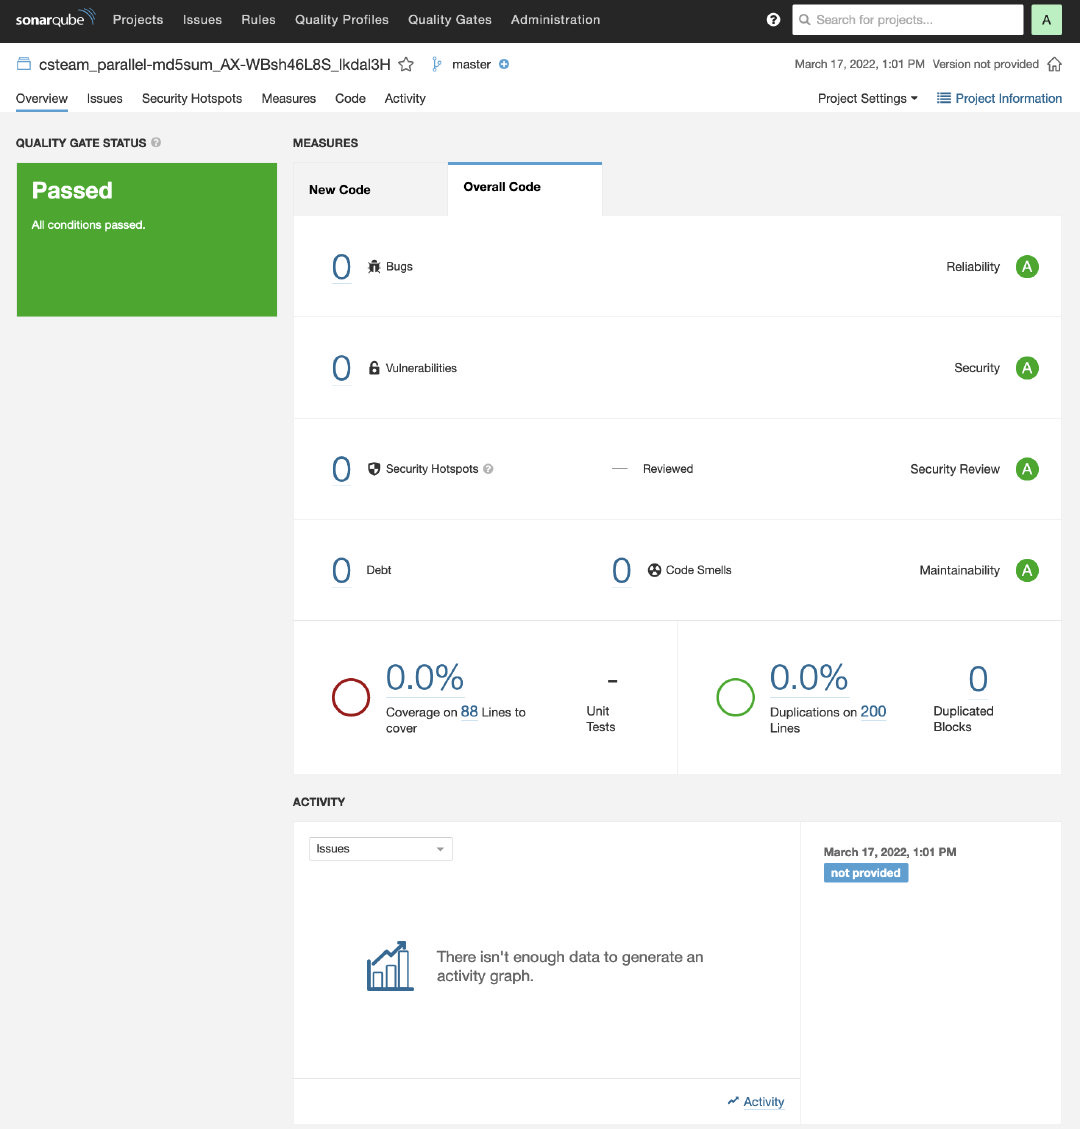 sonarqube Projects Issues Rules Quality Profiles Quality Gates Administration ? Search for projects... A
csteam_parallel-md5sum_AX-WBsh46L8S_lkdal3H master March 17, 2022, 1:01 PM Version not provided
Overview Issues Security Hotspots Measures Code Activity Project Settings Project Information
QUALITY GATE STATUS ?
Passed
All conditions passed.
MEASURES
New Code Overall Code
0 Bugs Reliability A
0 Vulnerabilities Security A
0 Security Hotspots ? — Reviewed Security Review A
0 Debt 0 Code Smells Maintainability A
0.0%
Coverage on 88 Lines to
cover
-
Unit
Tests
0.0%
Duplications on 200
Lines
0
Duplicated
Blocks
ACTIVITY
Issues
There isn't enough data to generate an
activity graph.
Activity
March 17, 2022, 1:01 PM
not provided